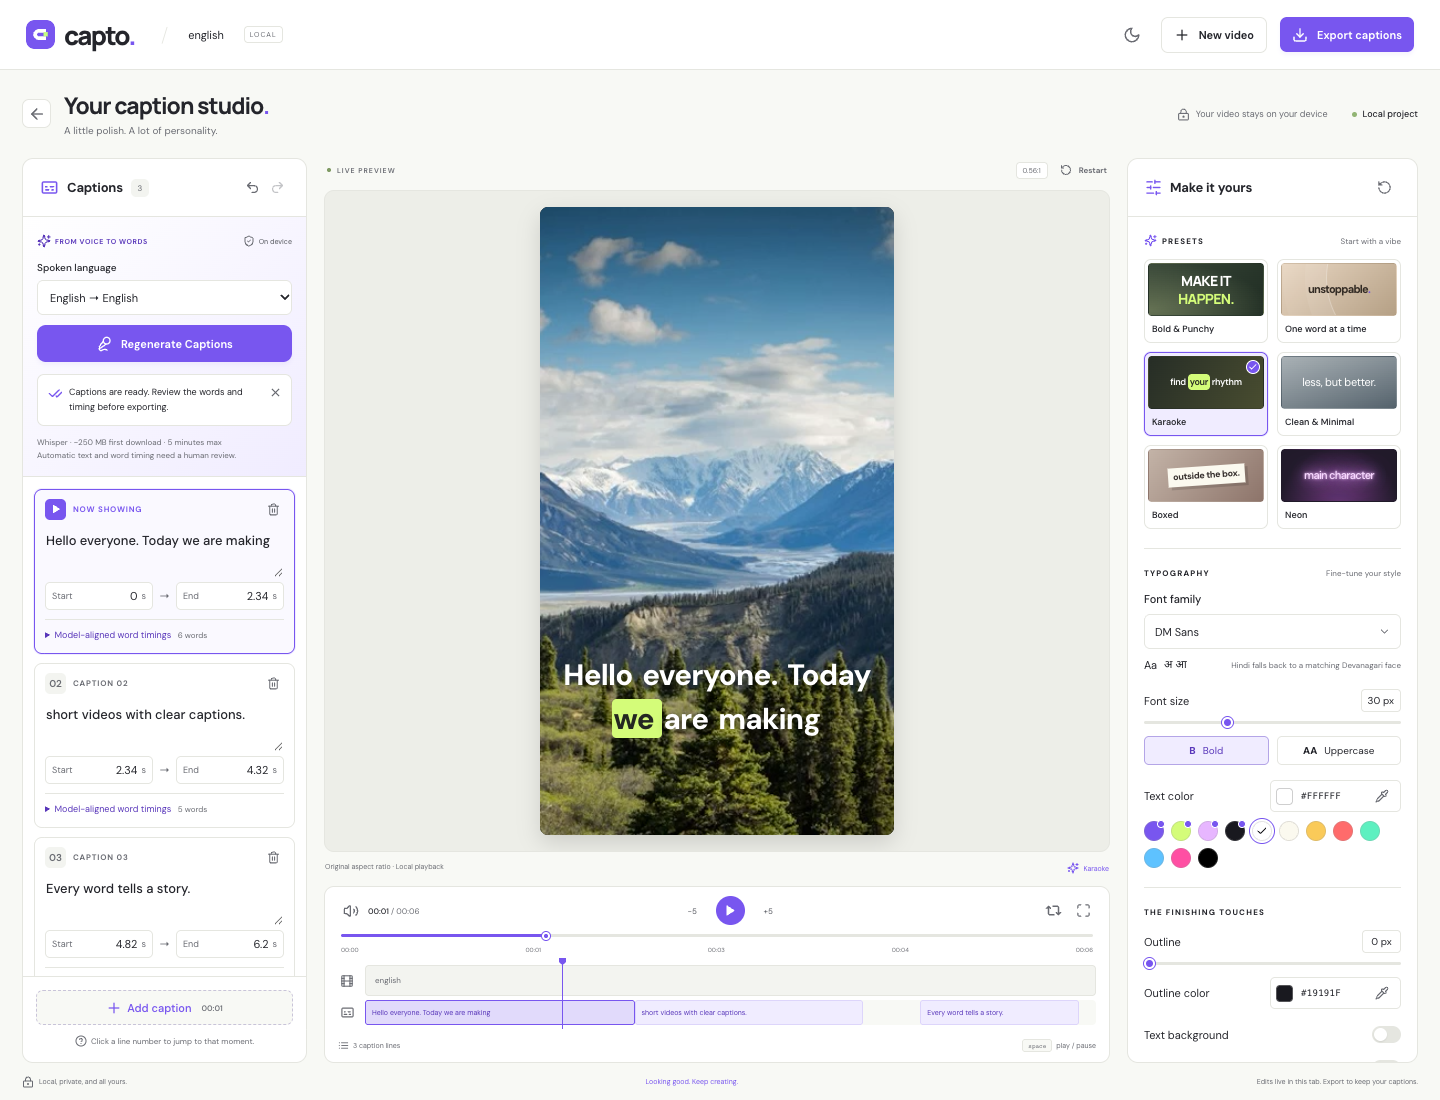 capto.
english
LOCAL
New video
Export captions
Your caption studio.
A little polish. A lot of personality.
Your video stays on your device
Local project
Captions 3
FROM VOICE TO WORDS
On device
Spoken language
English → English
Regenerate Captions
Captions are ready. Review the words and
timing before exporting.
Whisper · ~250 MB first download · 5 minutes max
Automatic text and word timing need a human review.
NOW SHOWING
Hello everyone. Today we are making
Start 0 s → End 2.34 s
Model-aligned word timings 6 words
02 CAPTION 02
short videos with clear captions.
Start 2.34 s → End 4.32 s
Model-aligned word timings 5 words
03 CAPTION 03
Every word tells a story.
Start 4.82 s → End 6.2 s
Add caption 00:01
Click a line number to jump to that moment.
LIVE PREVIEW
0.56:1
Restart
Hello everyone. Today
we are making
Original aspect ratio · Local playback
Karaoke
00:01 / 00:06
-5
+5
00:00 00:01 00:03 00:04 00:06
english
Hello everyone. Today we are making
short videos with clear captions.
Every word tells a story.
3 caption lines
space play / pause
Make it yours
PRESETS
Start with a vibe
MAKE IT
HAPPEN.
Bold & Punchy
unstoppable.
One word at a time
find your rhythm
Karaoke
less, but better.
Clean & Minimal
outside the box.
Boxed
main character
Neon
TYPOGRAPHY
Fine-tune your style
Font family
DM Sans
Aa अ आ
Hindi falls back to a matching Devanagari face
Font size
30 px
B Bold
AA Uppercase
Text color
#FFFFFF
THE FINISHING TOUCHES
Outline
0 px
Outline color
#19191F
Text background
Local, private, and all yours.
Looking good. Keep creating.
Edits live in this tab. Export to keep your captions.